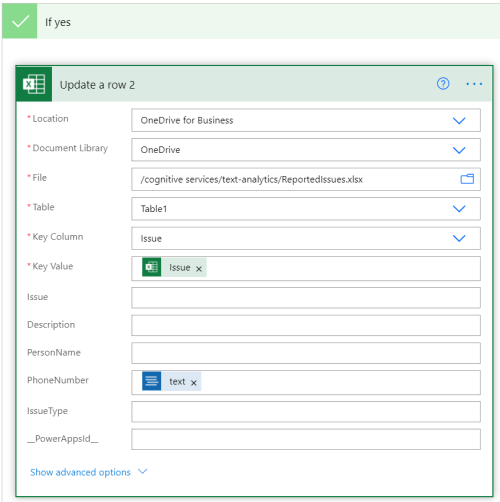 If yes
Update a row 2
* Location OneDrive for Business
* Document Library OneDrive
* File /cognitive services/text-analytics/ReportedIssues.xlsx
* Table Table1
* Key Column Issue
* Key Value Issue x
Issue
Description
PersonName
PhoneNumber text x
IssueType
__PowerAppsId__
Show advanced options